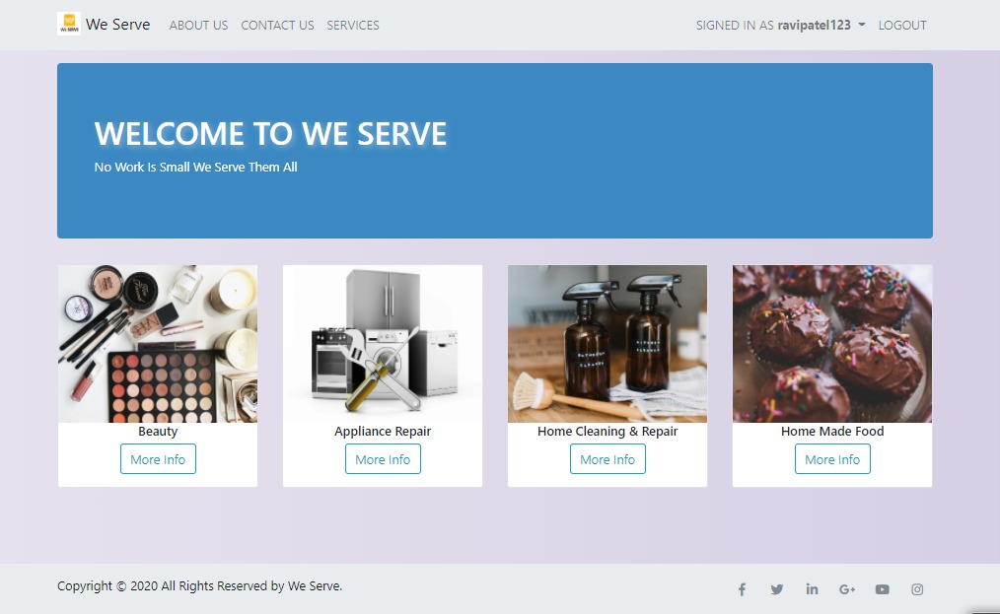 We Serve
ABOUT US
CONTACT US
SERVICES
SIGNED IN AS ravipatel123
LOGOUT
WELCOME TO WE SERVE
No Work Is Small We Serve Them All
Beauty
More Info
Appliance Repair
More Info
Home Cleaning & Repair
More Info
Home Made Food
More Info
Copyright © 2020 All Rights Reserved by We Serve.